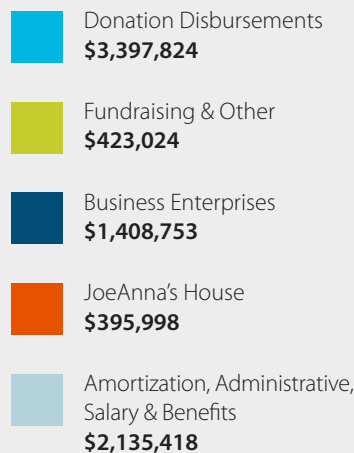 Donation Disbursements
$3,397,824
Fundraising & Other
$423,024
Business Enterprises
$1,408,753
JoeAnna’s House
$395,998
Amortization, Administrative,
Salary & Benefits
$2,135,418